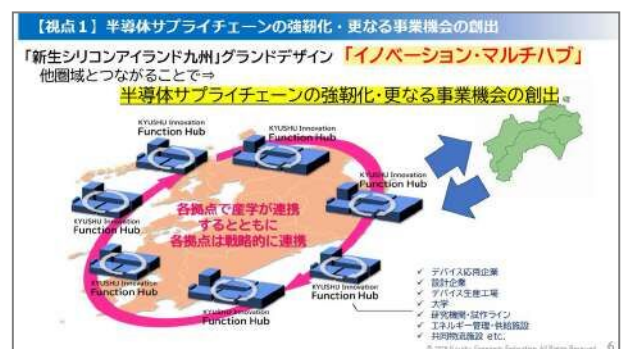 【視点１】半導体サプライチェーンの強靭化・更なる事業機会の創出
「新生シリコンアイランド九州」グランドデザイン 「イノベーション・マルチハブ」
他圏域とつながることで⇒
半導体サプライチェーンの強靭化・更なる事業機会の創出
KYUSHU Innovation
Function Hub
KYUSHU Innovation
Function Hub
KYUSHU Innovation
Function Hub
KYUSHU Innovation
Function Hub
各拠点で産学が連携
するとともに
各拠点は戦略的に連携
KYUSHU Innovation
Function Hub
KYUSHU Innovation
Function Hub
KYUSHU Innovation
Function Hub
✓ デバイス応用企業
✓ 設計企業
✓ デバイス生産工場
✓ 大学
✓ 研究機関・試作ライン
✓ エネルギー管理・供給施設
✓ 共同物流施設 etc.
Kyushu Economic Federation. All Rights Reserved. 6